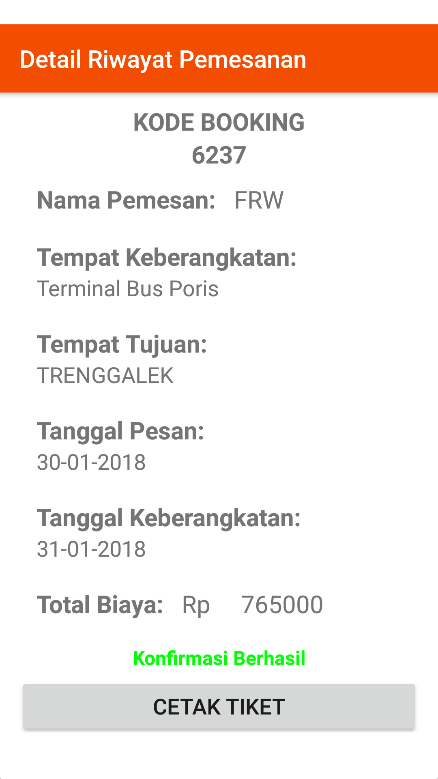 Detail Riwayat Pemesanan
KODE BOOKING
6237
Nama Pemesan: FRW
Tempat Keberangkatan:
Terminal Bus Poris
Tempat Tujuan:
TRENGGALEK
Tanggal Pesan:
30-01-2018
Tanggal Keberangkatan:
31-01-2018
Total Biaya: Rp 765000
Konfirmasi Berhasil
CETAK TIKET